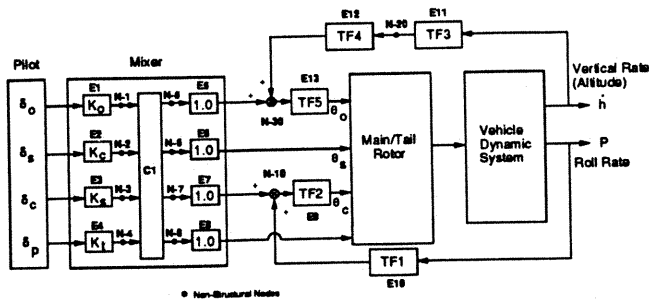 E12
E11
TF4
N-20
TF3
Pilot
Mixer
Vertical Rate
(Altitude)
ḣ
E1
N-1
E5
E13
δo
Ko
1.0
TF5
θo
N-30
E2
N-2
N-6
E6
δs
Kc
C1
1.0
θs
Main/Tail
Rotor
Vehicle
Dynamic
System
P
Roll Rate
E3
N-3
N-7
E7
N-10
δc
Ks
1.0
TF2
θc
E9
E4
N-4
E8
δp
Kt
1.0
TF1
E10
Non-Structural Nodes